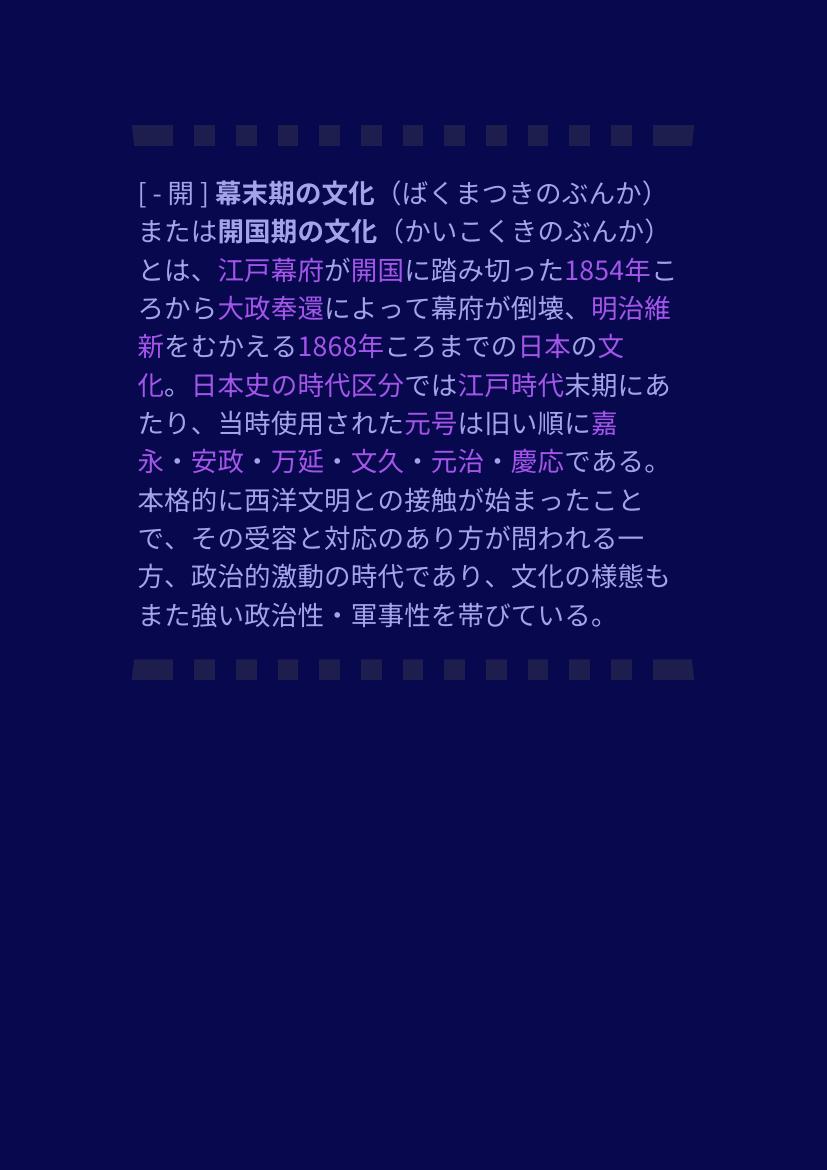 [ - 開 ] 幕末期の文化（ばくまつきのぶんか）
または開国期の文化（かいこくきのぶんか）
とは、江戸幕府が開国に踏み切った1854年こ
ろから大政奉還によって幕府が倒壊、明治維
新をむかえる1868年ころまでの日本の文
化。日本史の時代区分では江戸時代末期にあ
たり、当時使用された元号は旧い順に嘉
永・安政・万延・文久・元治・慶応である。
本格的に西洋文明との接触が始まったこと
で、その受容と対応のあり方が問われる一
方、政治的激動の時代であり、文化の様態も
また強い政治性・軍事性を帯びている。